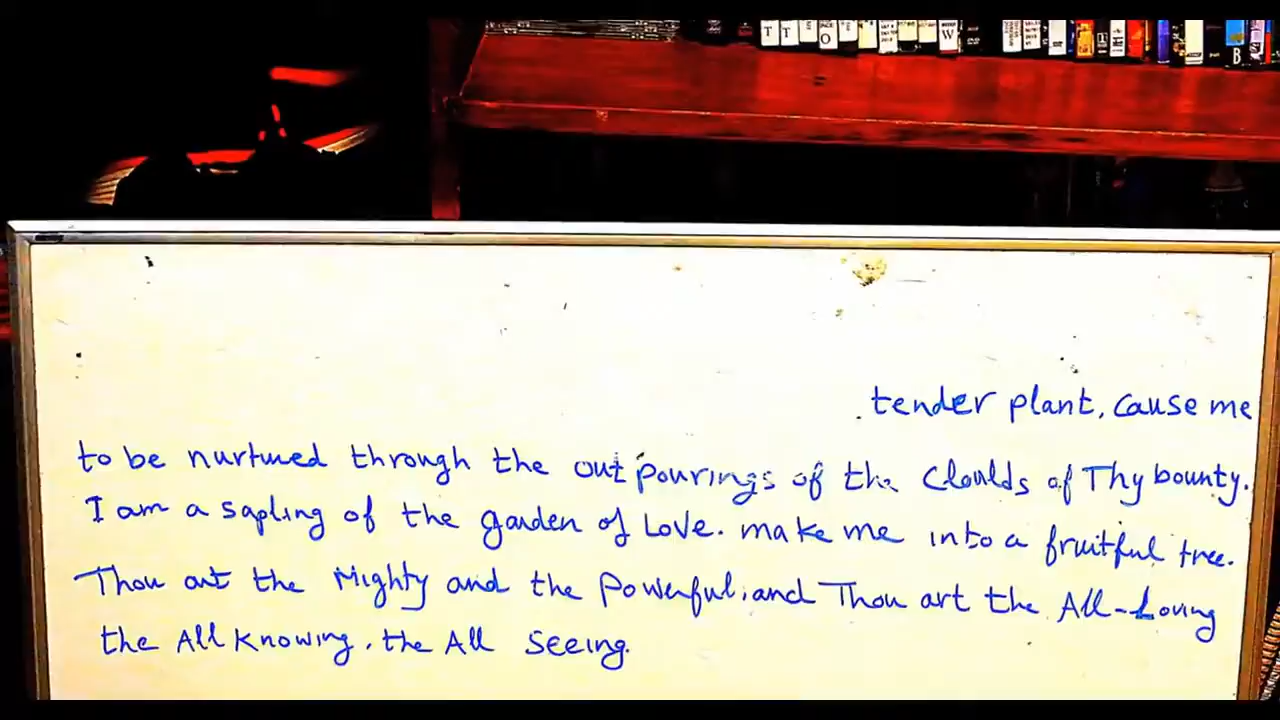 T T O W
1
B
tender plant, cause me
to be nurtured through the outpourings of the Cloulds of Thy bounty.
I am a sapling of the garden of Love. make me into a fruitful tree.
Thou art the Mighty and the Powerful, and Thou art the All-Loving
the All Knowing, the All Seeing.